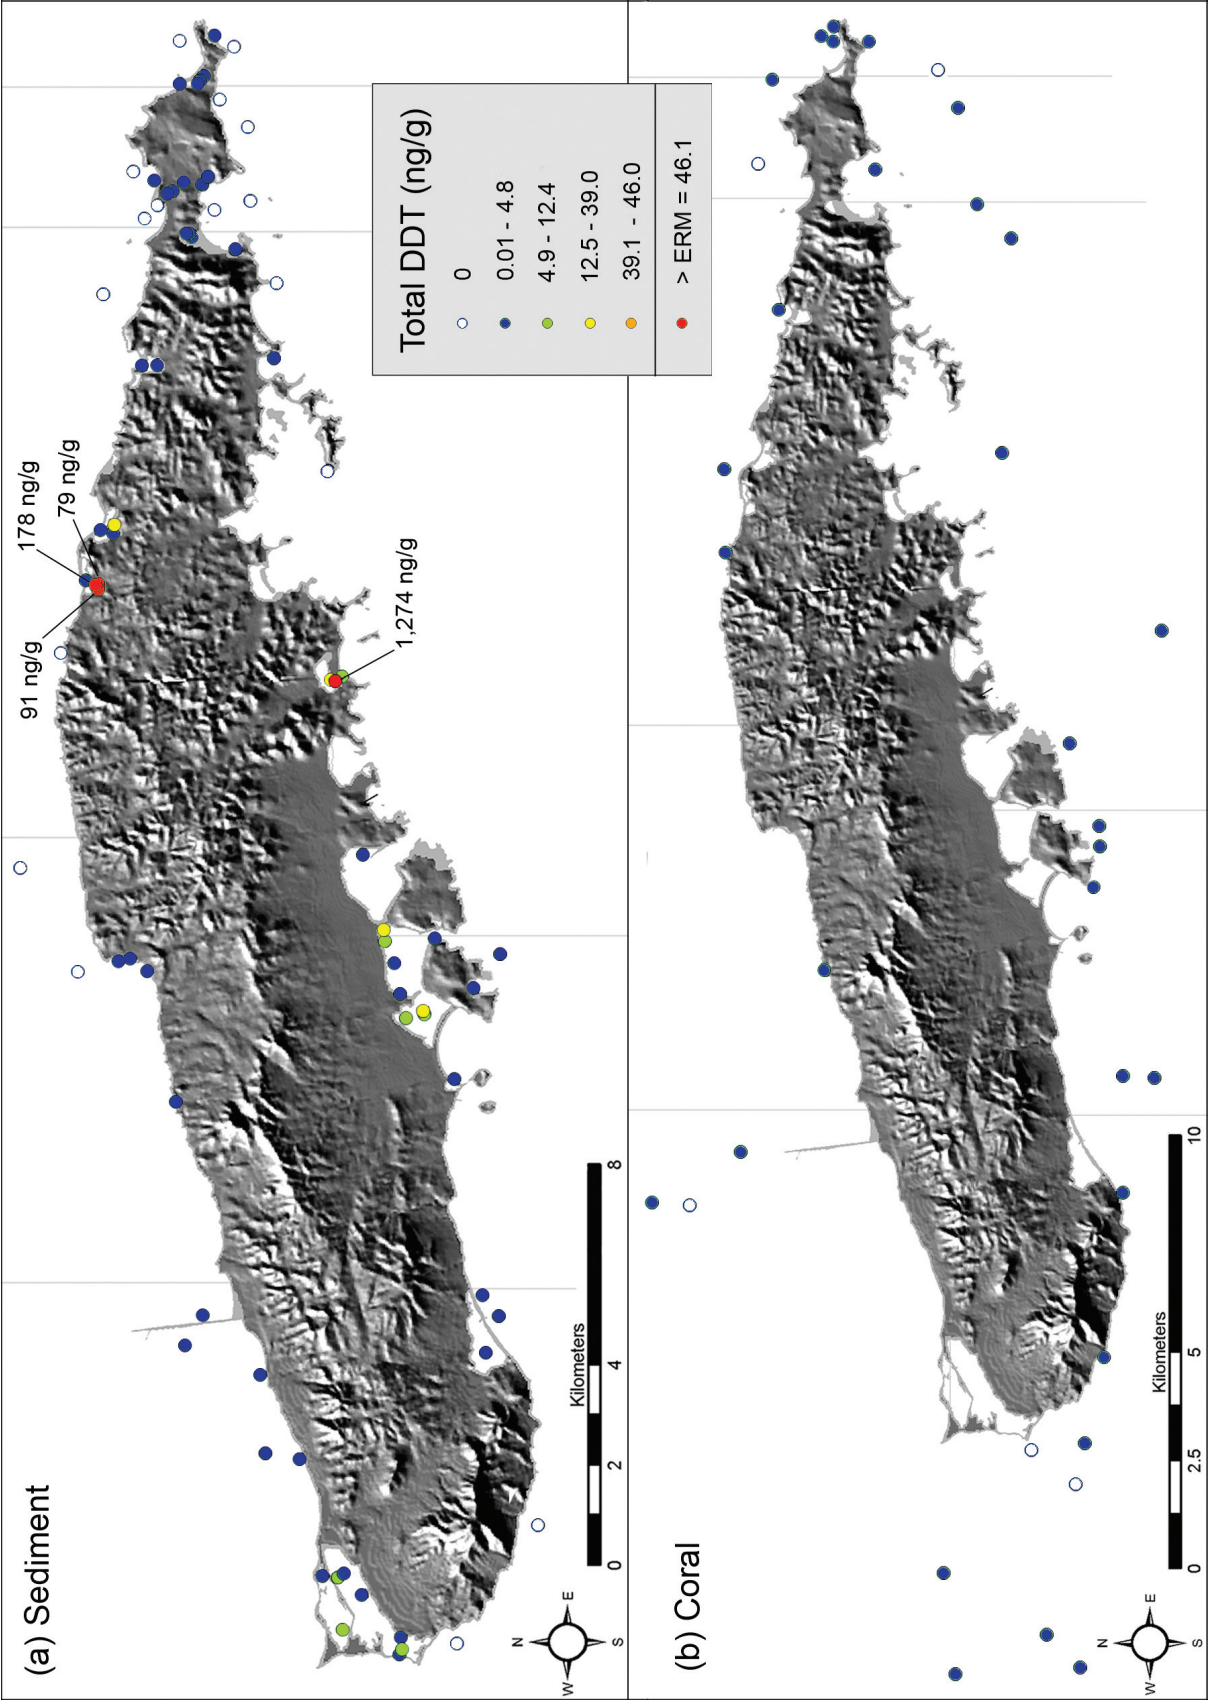 (a) Sediment
91 ng/g
178 ng/g
79 ng/g
1,274 ng/g
Total DDT (ng/g)
0
0.01 - 4.8
4.9 - 12.4
12.5 - 39.0
39.1 - 46.0
> ERM = 46.1
N
W
E
S
Kilometers
0
2
4
8
(b) Coral
N
W
E
S
Kilometers
0
2.5
5
10